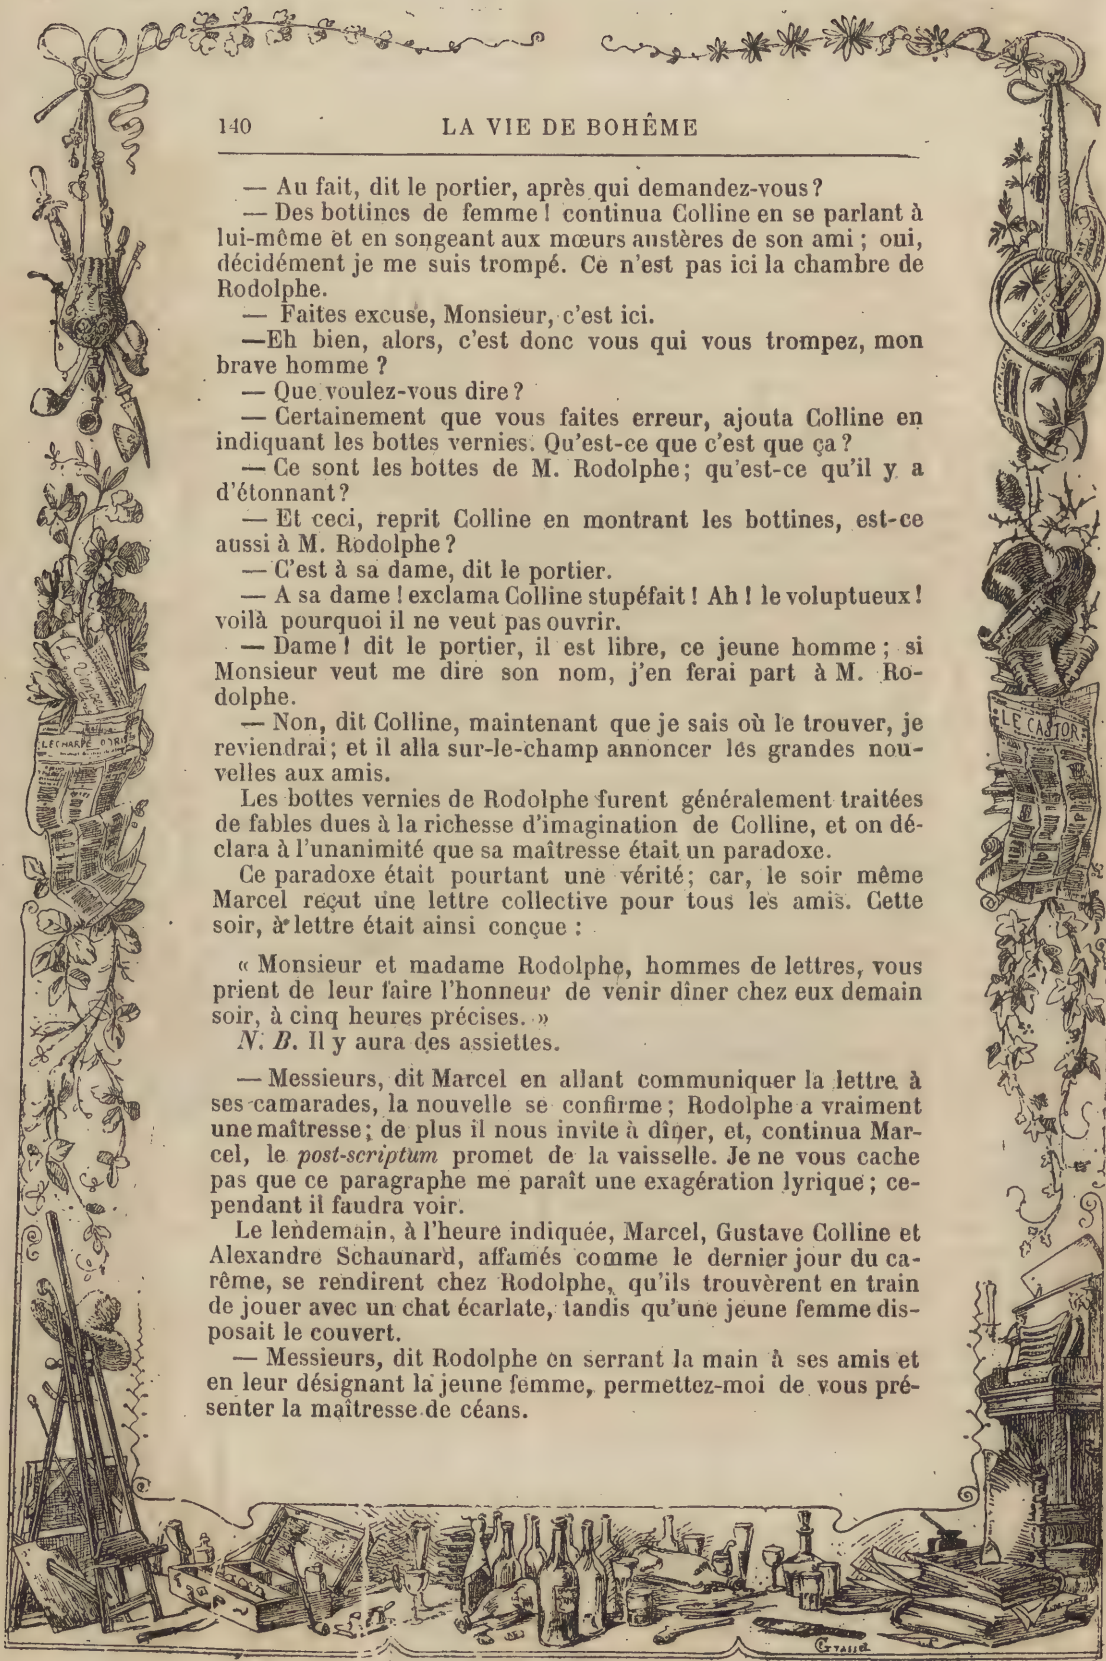 140 LA VIE DE BOHÊME
— Au fait, dit le portier, après qui demandez-vous?
— Des bottines de femme! continua Colline en se parlant à
lui-même et en songeant aux mœurs austères de son ami; oui,
décidément je me suis trompé. Ce n'est pas ici la chambre de
Rodolphe.
— Faites excuse, Monsieur, c'est ici.
—Eh bien, alors, c'est donc vous qui vous trompez, mon
brave homme ?
— Que voulez-vous dire?
— Certainement que vous faites erreur, ajouta Colline en
indiquant les bottes vernies. Qu'est-ce que c'est que ça?
— Ce sont les bottes de M. Rodolphe; qu'est-ce qu'il y a
d'étonnant?
— Et ceci, reprit Colline en montrant les bottines, est-ce
aussi à M. Rodolphe?
— C'est à sa dame, dit le portier.
— A sa dame! exclama Colline stupéfait! Ah! le voluptueux!
voilà pourquoi il ne veut pas ouvrir.
— Dame! dit le portier, il est libre, ce jeune homme; si
Monsieur veut me dire son nom, j'en ferai part à M. Ro-
dolphe.
— Non, dit Colline, maintenant que je sais où le trouver, je
reviendrai; et il alla sur-le-champ annoncer les grandes nou-
velles aux amis.
Les bottes vernies de Rodolphe furent généralement traitées
de fables dues à la richesse d'imagination de Colline, et on dé-
clara à l'unanimité que sa maîtresse était un paradoxe.
Ce paradoxe était pourtant une vérité; car, le soir même
Marcel reçut une lettre collective pour tous les amis. Cette
soir, à lettre était ainsi conçue :
« Monsieur et madame Rodolphe, hommes de lettres, vous
prient de leur faire l'honneur de venir dîner chez eux demain
soir, à cinq heures précises. »
N. B. Il y aura des assiettes.
— Messieurs, dit Marcel en allant communiquer la lettre à
ses camarades, la nouvelle se confirme; Rodolphe a vraiment
une maîtresse; de plus il nous invite à dîner, et, continua Mar-
cel, le post-scriptum promet de la vaisselle. Je ne vous cache
pas que ce paragraphe me paraît une exagération lyrique; ce-
pendant il faudra voir.
Le lendemain, à l'heure indiquée, Marcel, Gustave Colline et
Alexandre Schaunard, affamés comme le dernier jour du ca-
rême, se rendirent chez Rodolphe, qu'ils trouvèrent en train
de jouer avec un chat écarlate, tandis qu'une jeune femme dis-
posait le couvert.
— Messieurs, dit Rodolphe en serrant la main à ses amis et
en leur désignant la jeune femme, permettez-moi de vous pré-
senter la maîtresse de céans.
L'ECHARPE D'IRIS
LE CASTOR
GRASSET